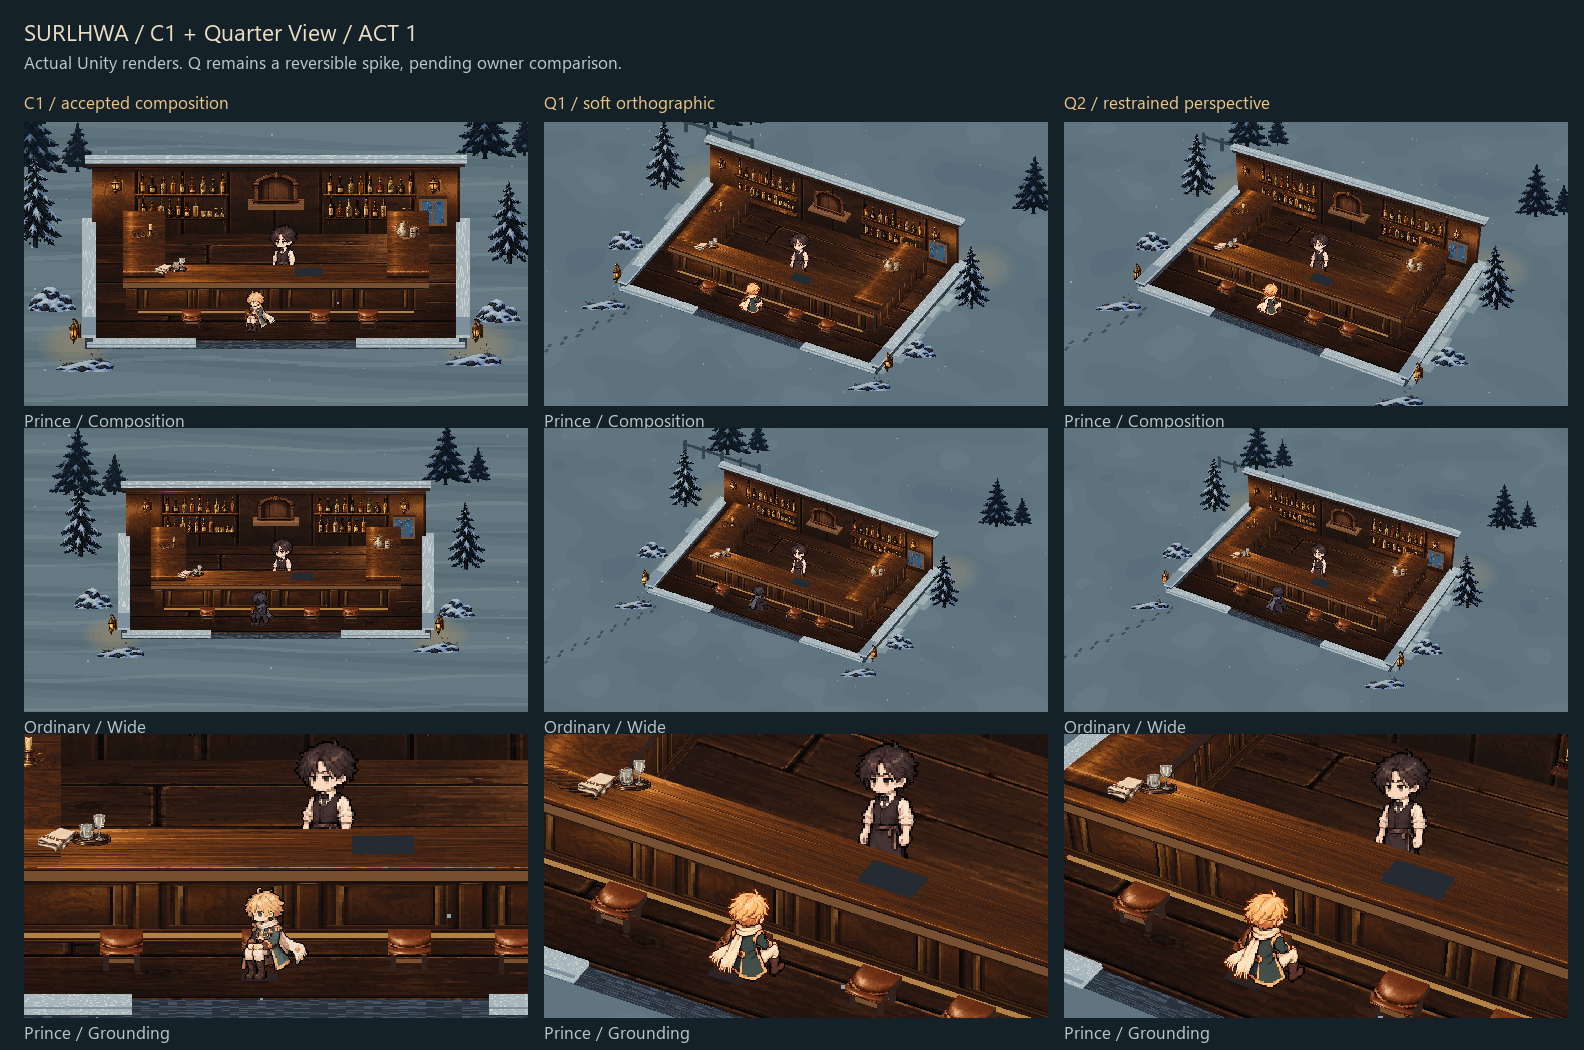 SURLHWA / C1 + Quarter View / ACT 1
Actual Unity renders. Q remains a reversible spike, pending owner comparison.
C1 / accepted composition
Q1 / soft orthographic
Q2 / restrained perspective
Prince / Composition
Prince / Composition
Prince / Composition
Ordinary / Wide
Ordinary / Wide
Ordinary / Wide
Prince / Grounding
Prince / Grounding
Prince / Grounding